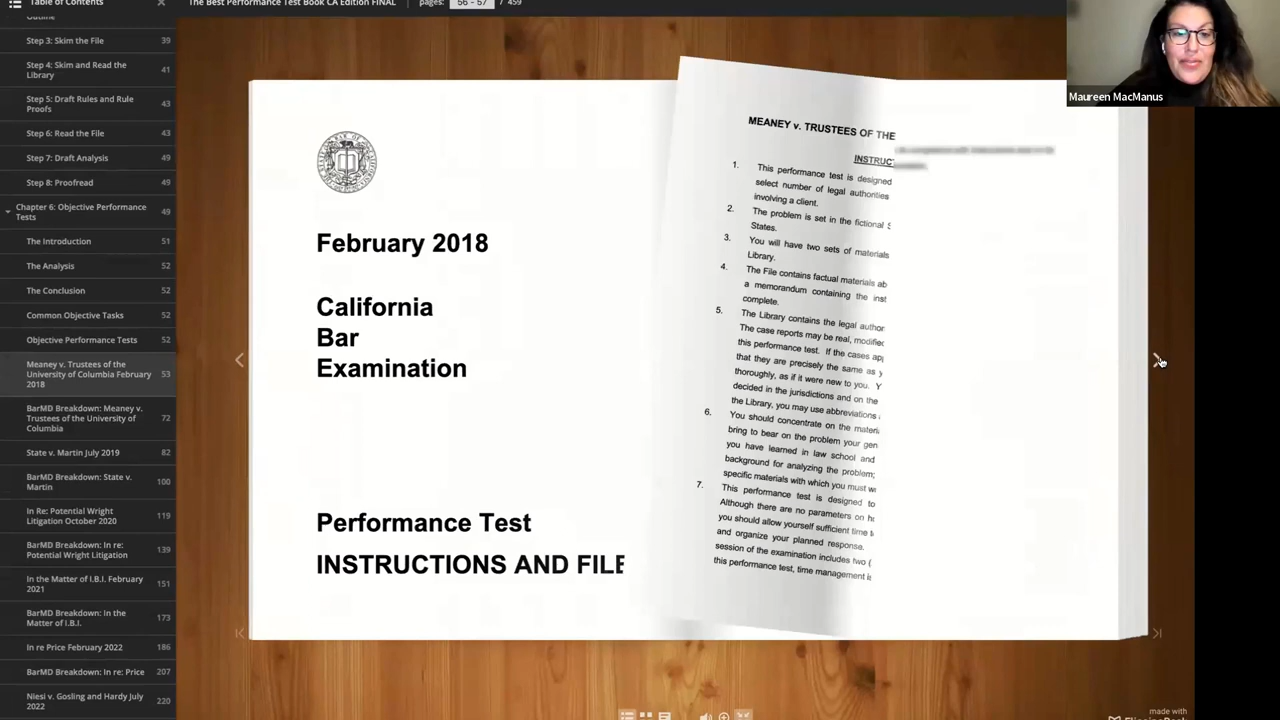 Table of Contents
The Best Performance Test Book CA Edition FINAL
pages:
56 - 57
/ 459
Outline
Step 3: Skim the File
39
Step 4: Skim and Read the
Library
41
Step 5: Draft Rules and Rule
Proofs
43
Step 6: Read the File
43
Step 7: Draft Analysis
49
Step 8: Proofread
49
Chapter 6: Objective Performance
Tests
49
The Introduction
51
The Analysis
52
The Conclusion
52
Common Objective Tasks
52
Objective Performance Tests
52
Meaney v. Trustees of the
University of Columbia February
2018
53
BarMD Breakdown: Meaney v.
Trustees of the University of
Columbia
72
State v. Martin July 2019
82
BarMD Breakdown: State v.
Martin
100
In Re: Potential Wright
Litigation October 2020
119
BarMD Breakdown: In re:
Potential Wright Litigation
139
In the Matter of I.B.I. February
2021
151
BarMD Breakdown: In the
Matter of I.B.I.
173
In re Price February 2022
186
BarMD Breakdown: In re: Price
207
Niesi v. Gosling and Hardy July
2022
220
February 2018
California
Bar
Examination
Performance Test
INSTRUCTIONS AND FILE
MEANEY v. TRUSTEES OF THE
INSTRUC
1. This performance test is designed
select number of legal authorities
involving a client.
2. The problem is set in the fictional S
States.
3. You will have two sets of materials
Library.
4. The File contains factual materials ab
a memorandum containing the inst
complete.
5. The Library contains the legal author
The case reports may be real, modified
this performance test. If the cases app
that they are precisely the same as y
thoroughly, as if it were new to you. Y
decided in the jurisdictions and on the
the Library, you may use abbreviations
6. You should concentrate on the materi
bring to bear on the problem your gen
you have learned in law school and
background for analyzing the problem;
specific materials with which you must w
7. This performance test is designed to
Although there are no parameters on h
you should allow yourself sufficient time t
and organize your planned response.
session of the examination includes two (
this performance test, time management is
Maureen MacManus
made with